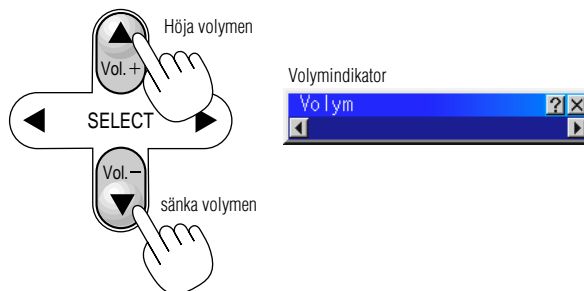 Höja volymen
Vol.+
Volymindikator
Volym
SELECT
Vol.−
sänka volymen